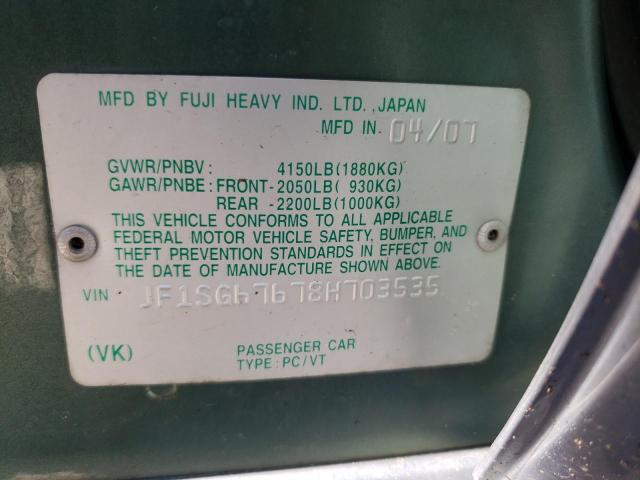 MFD BY FUJI HEAVY IND. LTD., JAPAN
MFD IN 04/07
GVWR/PNBV: 4150LB(1880KG)
GAWR/PNBE: FRONT-2050LB( 930KG)
REAR -2200LB(1000KG)
THIS VEHICLE CONFORMS TO ALL APPLICABLE
FEDERAL MOTOR VEHICLE SAFETY, BUMPER, AND
THEFT PREVENTION STANDARDS IN EFFECT ON
THE DATE OF MANUFACTURE SHOWN ABOVE.
VIN JF1SG67678H703535
(VK) PASSENGER CAR
TYPE: PC/VT